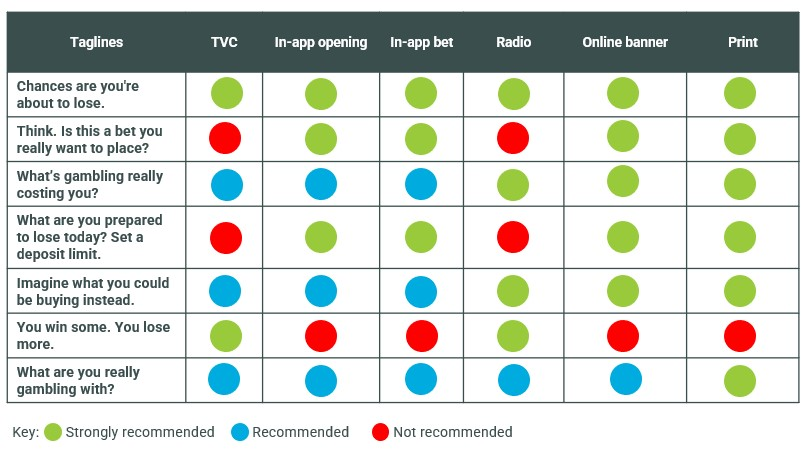 Taglines TVC In-app opening In-app bet Radio Online banner Print
Chances are you're
about to lose.
Think. Is this a bet you
really want to place?
What's gambling really
costing you?
What are you prepared
to lose today? Set a
deposit limit.
Imagine what you could
be buying instead.
You win some. You lose
more.
What are you really
gambling with?
Key: Strongly recommended Recommended Not recommended